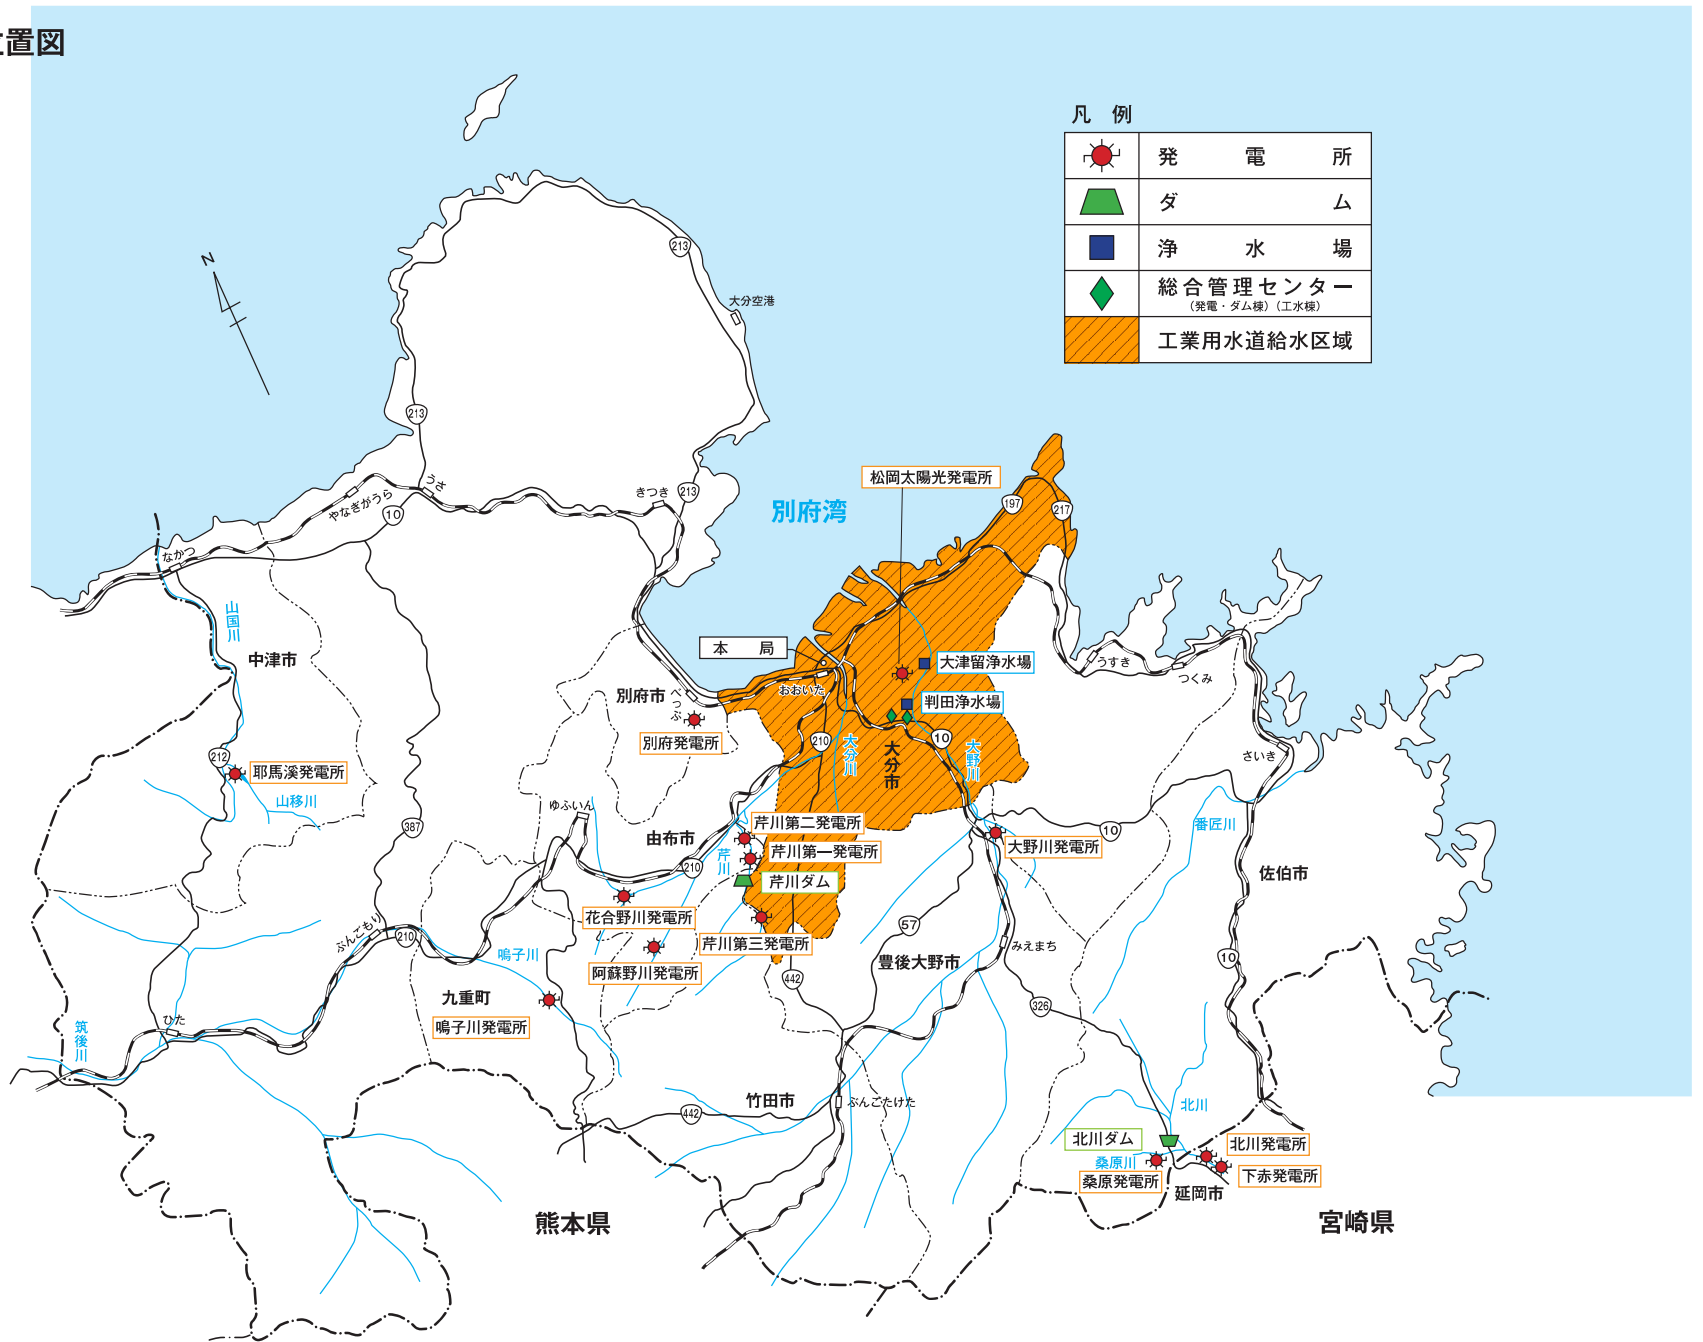 置図
凡 例
発 電 所
ダ ム
浄 水 場
総合管理センター
(発電・ダム棟)(工水棟)
工業用水道給水区域
N
213
大分空港
213
うさ
きつき
213
やなぎがうら
10
なかつ
松岡太陽光発電所
別府湾
197
217
山国川
中津市
本 局
大津留浄水場
うすき
つくみ
別府市
べっぷ
おおいた
判田浄水場
別府発電所
210
大分川
大分市
10
大野川
さいき
212
耶馬溪発電所
山移川
ゆふいん
387
由布市
芹川第二発電所
芹川第一発電所
芹川
210
芹川ダム
大野川発電所
10
番匠川
佐伯市
花合野川発電所
芹川第三発電所
57
みえまち
ぶんごもり
210
鳴子川
阿蘇野川発電所
豊後大野市
442
10
九重町
鳴子川発電所
326
ひた
筑後川
竹田市
442
ぶんごたけた
北川
北川ダム
北川発電所
桑原川
桑原発電所
下赤発電所
延岡市
熊本県
宮崎県